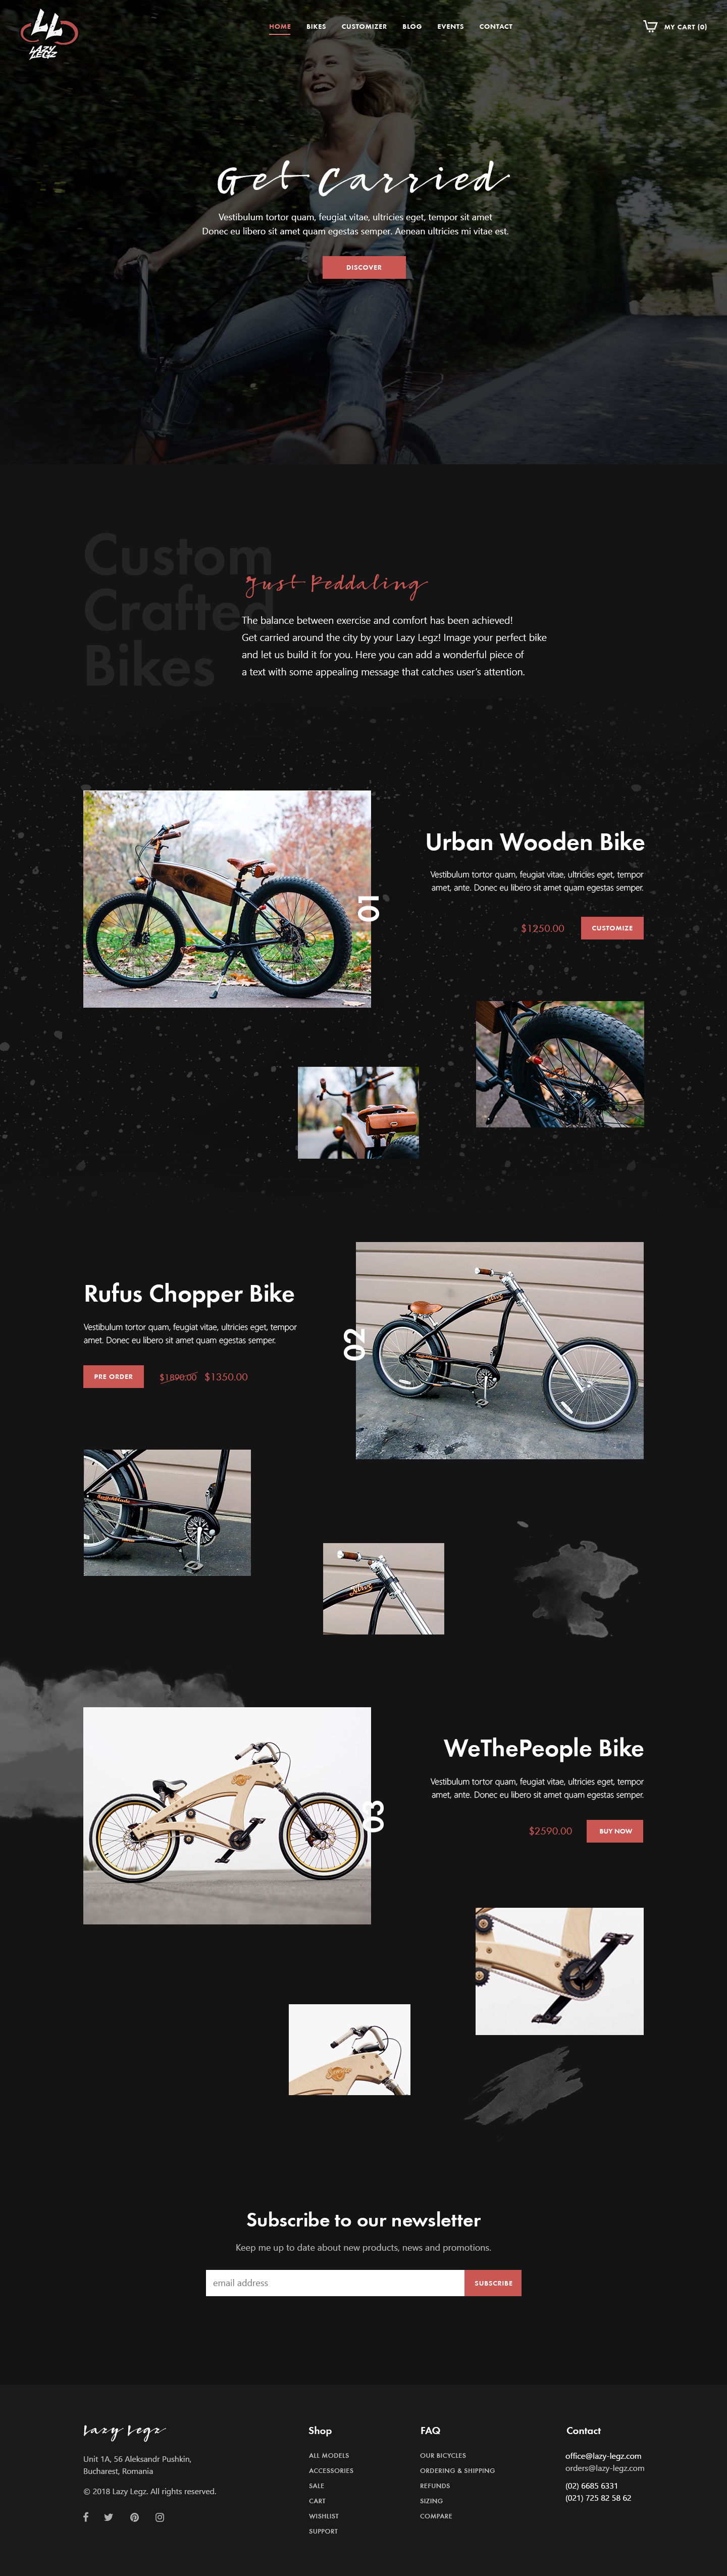 LL
LAZY
LEGZ
HOME BIKES CUSTOMIZER BLOG EVENTS CONTACT
MY CART (0)
Get Carried
Vestibulum tortor quam, feugiat vitae, ultricies eget, tempor sit amet
Donec eu libero sit amet quam egestas semper. Aenean ultricies mi vitae est.
DISCOVER
Custom
Crafted
Bikes
Just Peddaling
The balance between exercise and comfort has been achieved!
Get carried around the city by your Lazy Legz! Image your perfect bike
and let us build it for you. Here you can add a wonderful piece of
a text with some appealing message that catches user's attention.
01
Urban Wooden Bike
Vestibulum tortor quam, feugiat vitae, ultricies eget, tempor
amet, ante. Donec eu libero sit amet quam egestas semper.
$1250.00
CUSTOMIZE
Rufus Chopper Bike
Vestibulum tortor quam, feugiat vitae, ultricies eget, tempor
amet. Donec eu libero sit amet quam egestas semper.
PRE ORDER
$1890.00 $1350.00
02
03
WeThePeople Bike
Vestibulum tortor quam, feugiat vitae, ultricies eget, tempor
amet, ante. Donec eu libero sit amet quam egestas semper.
$2590.00
BUY NOW
Subscribe to our newsletter
Keep me up to date about new products, news and promotions.
email address
SUBSCRIBE
Lazy Legz
Unit 1A, 56 Aleksandr Pushkin,
Bucharest, Romania
© 2018 Lazy Legz. All rights reserved.
Shop
ALL MODELS
ACCESSORIES
SALE
CART
WISHLIST
SUPPORT
FAQ
OUR BICYCLES
ORDERING & SHIPPING
REFUNDS
SIZING
COMPARE
Contact
office@lazy-legz.com
orders@lazy-legz.com
(02) 6685 6331
(021) 725 82 58 62